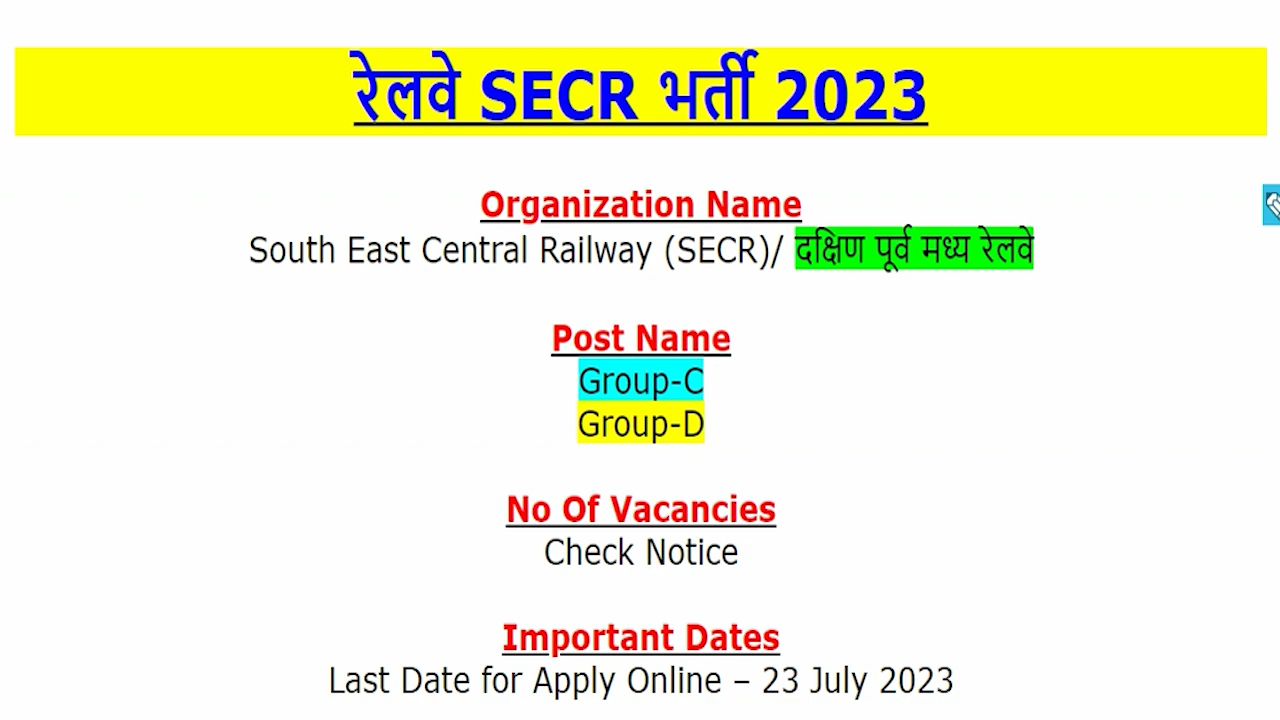 रेलवे SECR भर्ती 2023
Organization Name
South East Central Railway (SECR)/ दक्षिण पूर्व मध्य रेलवे
Post Name
Group-C
Group-D
No Of Vacancies
Check Notice
Important Dates
Last Date for Apply Online – 23 July 2023